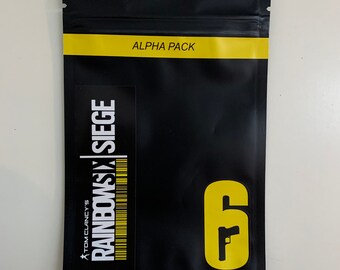 ALPHA PACK
TOM CLANCY'S
RAINBOWSIX|SIEGE
6